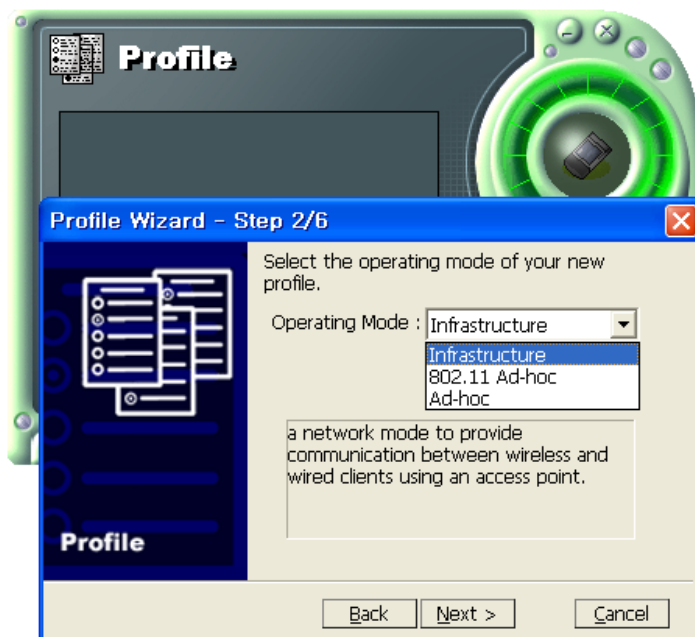 Profile
Profile Wizard - Step 2/6
Select the operating mode of your new
profile.
Operating Mode : Infrastructure
Infrastructure
802.11 Ad-hoc
Ad-hoc
a network mode to provide
communication between wireless and
wired clients using an access point.
Profile
Back
Next >
Cancel